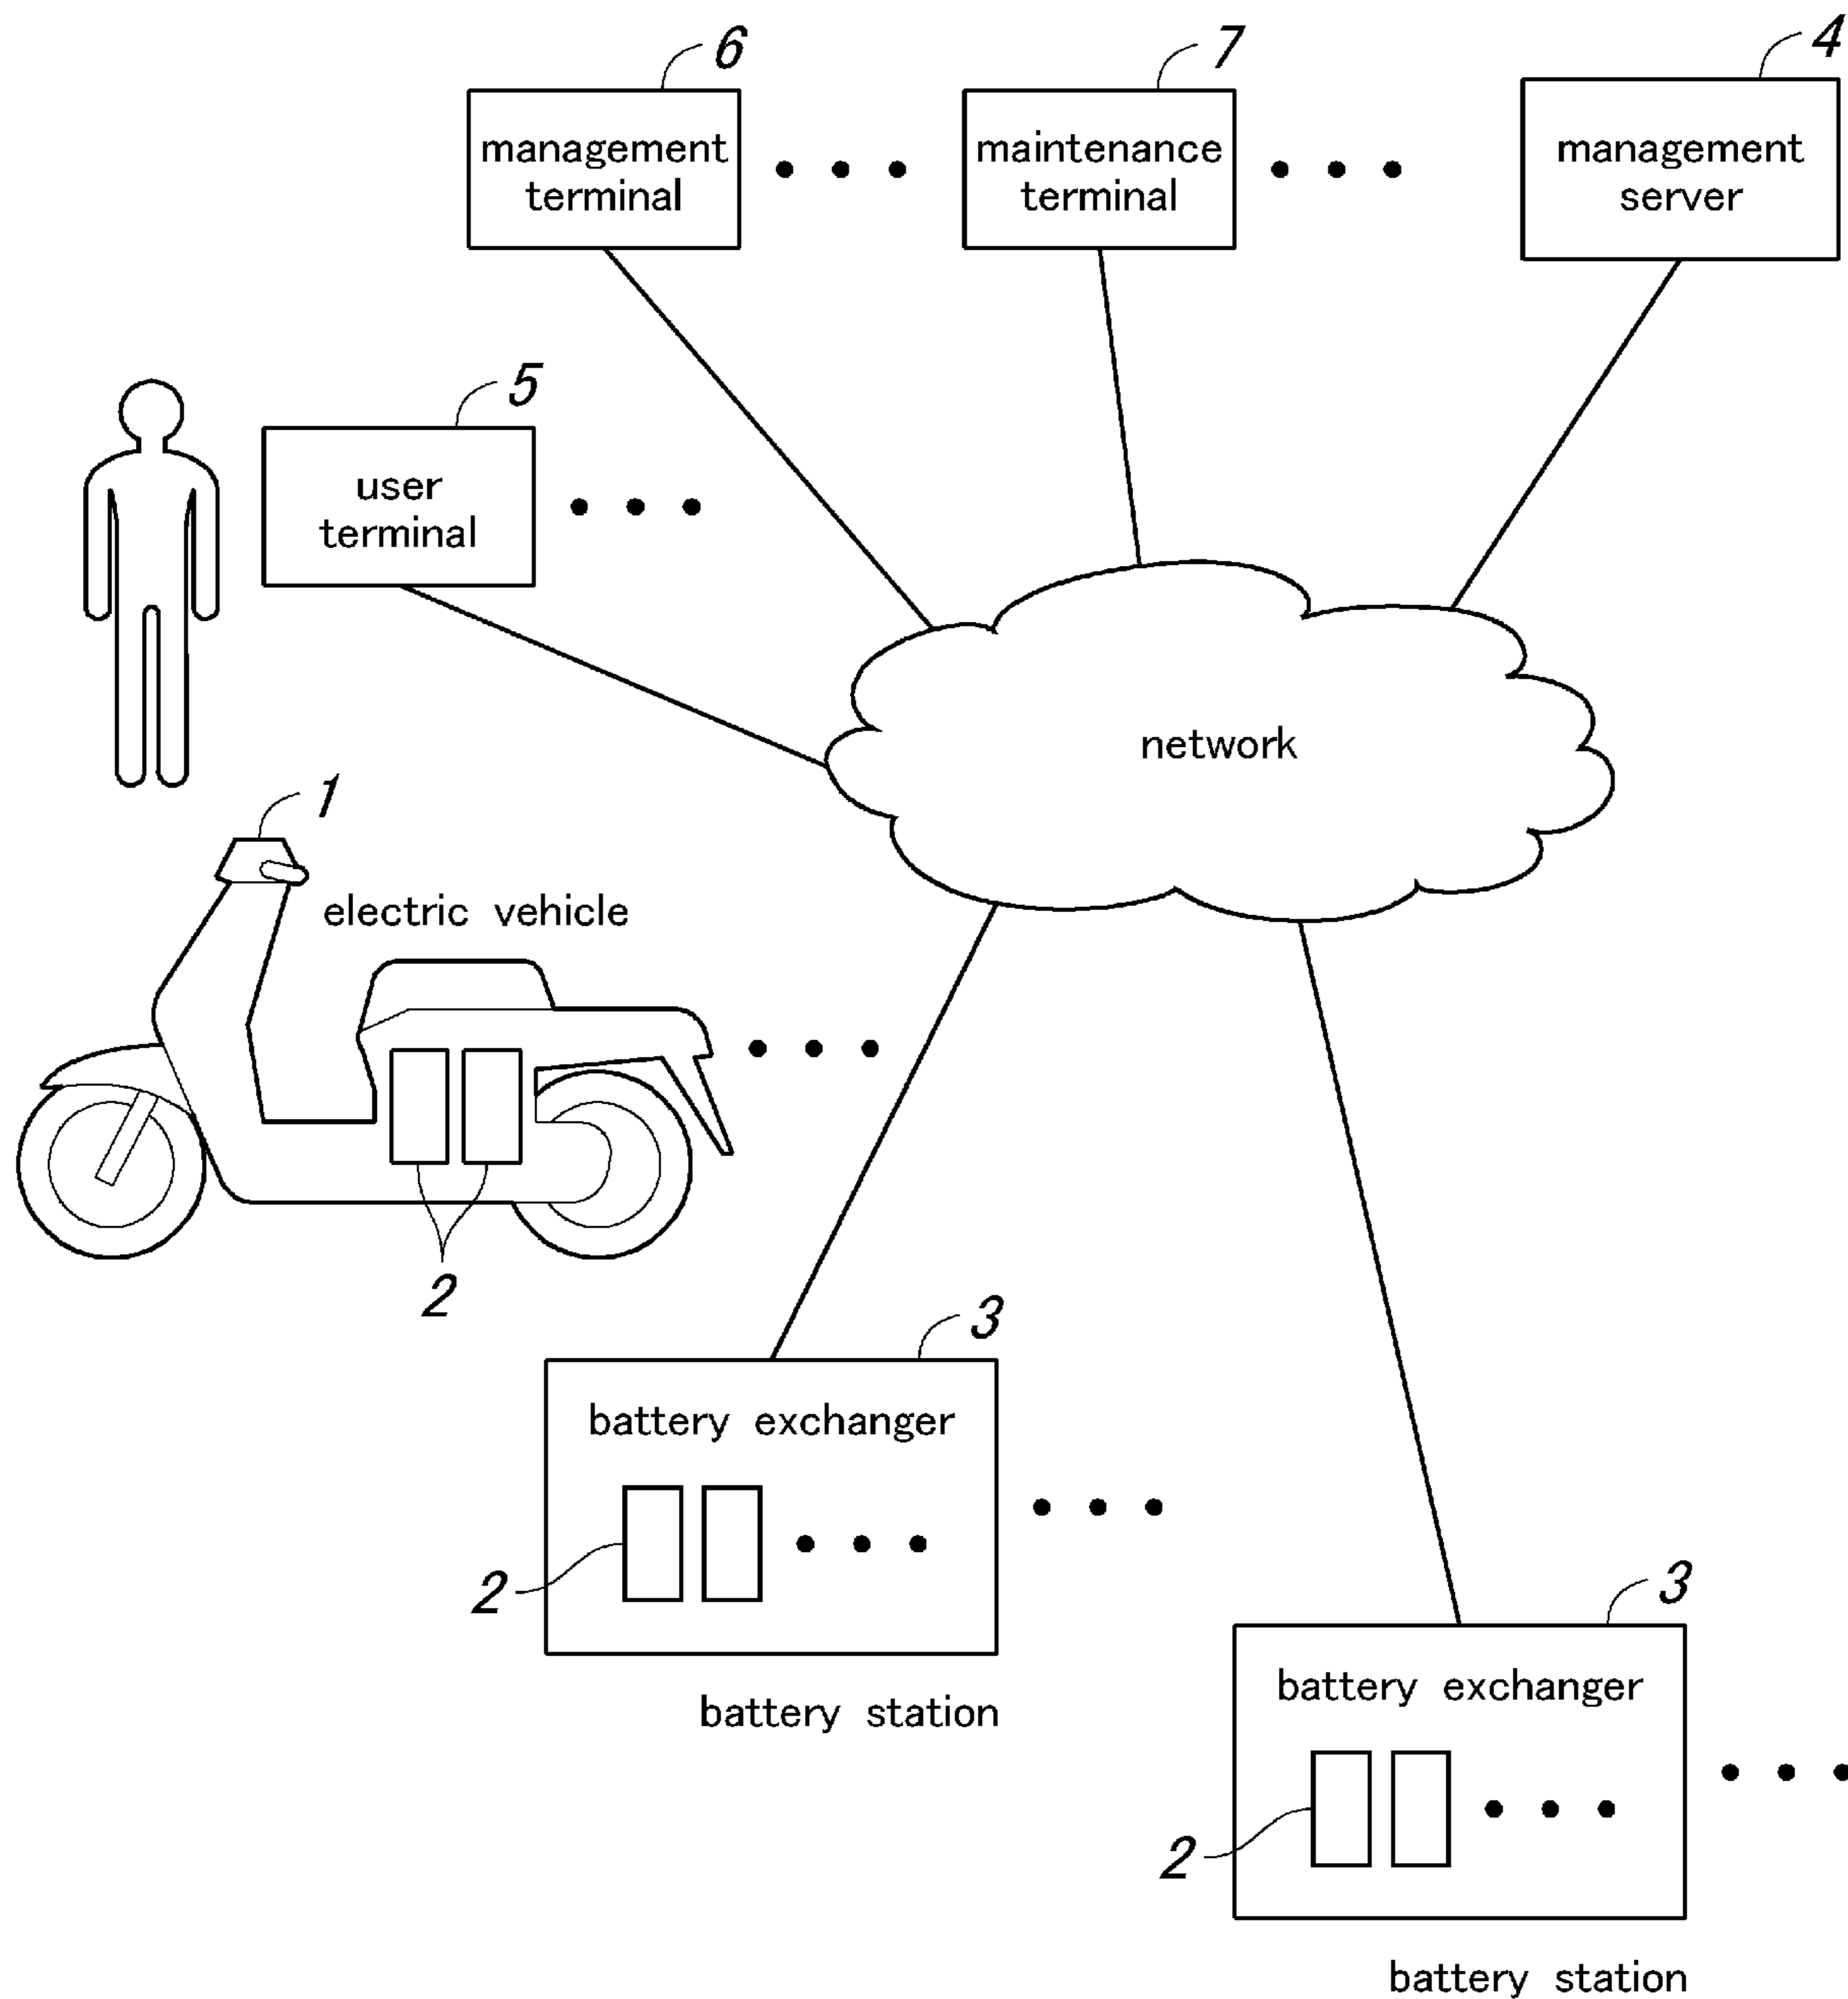 6
7
4
management
terminal
maintenance
terminal
management
server
5
user
terminal
network
1
electric vehicle
2
3
battery exchanger
2
battery station
3
battery exchanger
2
battery station